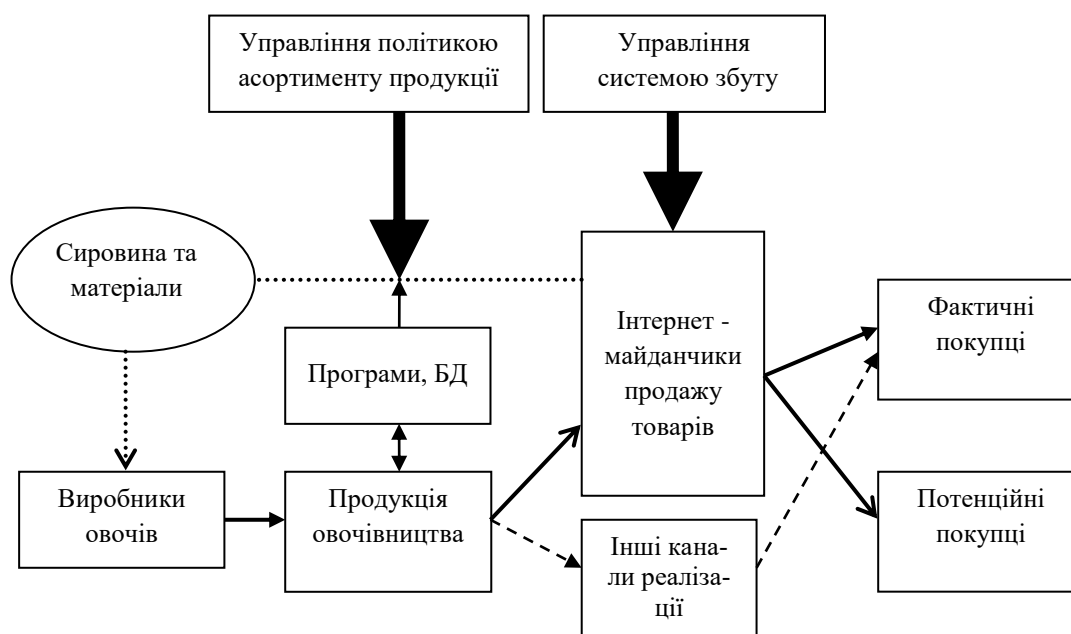 Управління політикою
асортименту продукції
Управління
системою збуту
Сировина та
матеріали
Програми, БД
Інтернет -
майданчики
продажу
товарів
Фактичні
покупці
Виробники
овочів
Продукція
овочівництва
Інші кана-
ли реаліза-
ції
Потенційні
покупці